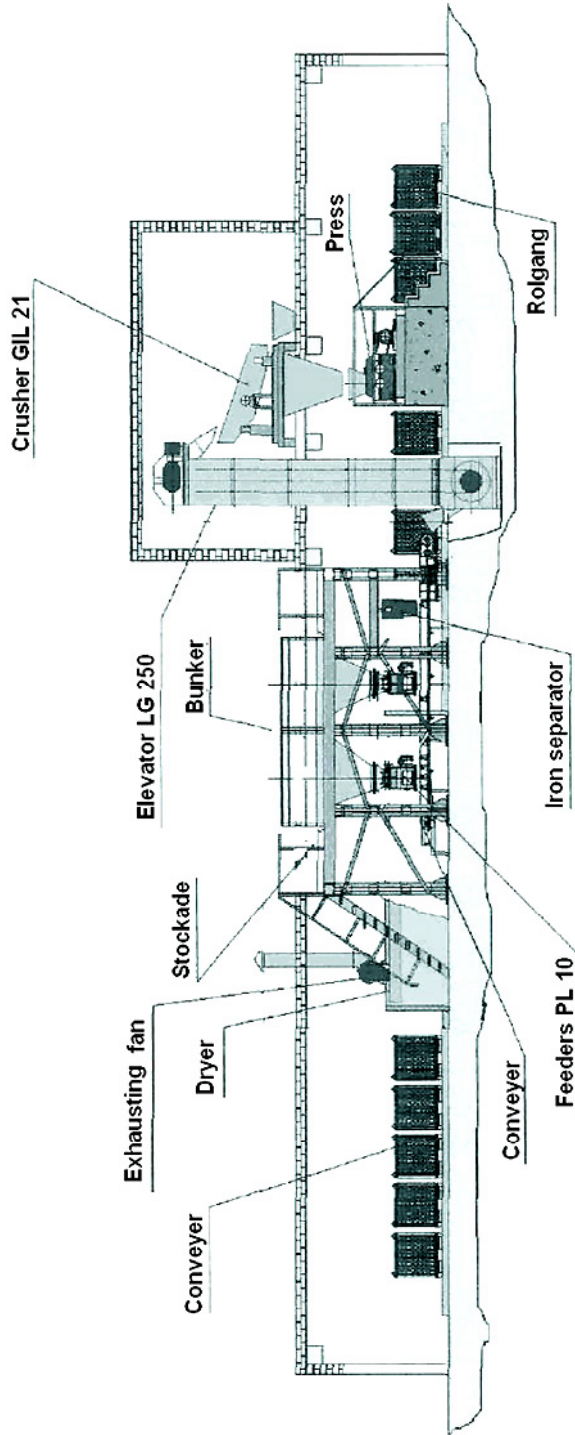 Crusher GIL 21
Elevator LG 250
Bunker
Stockade
Exhausting fan
Dryer
Conveyer
Press
Rolgang
Iron separator
Feeders PL 10
Conveyer